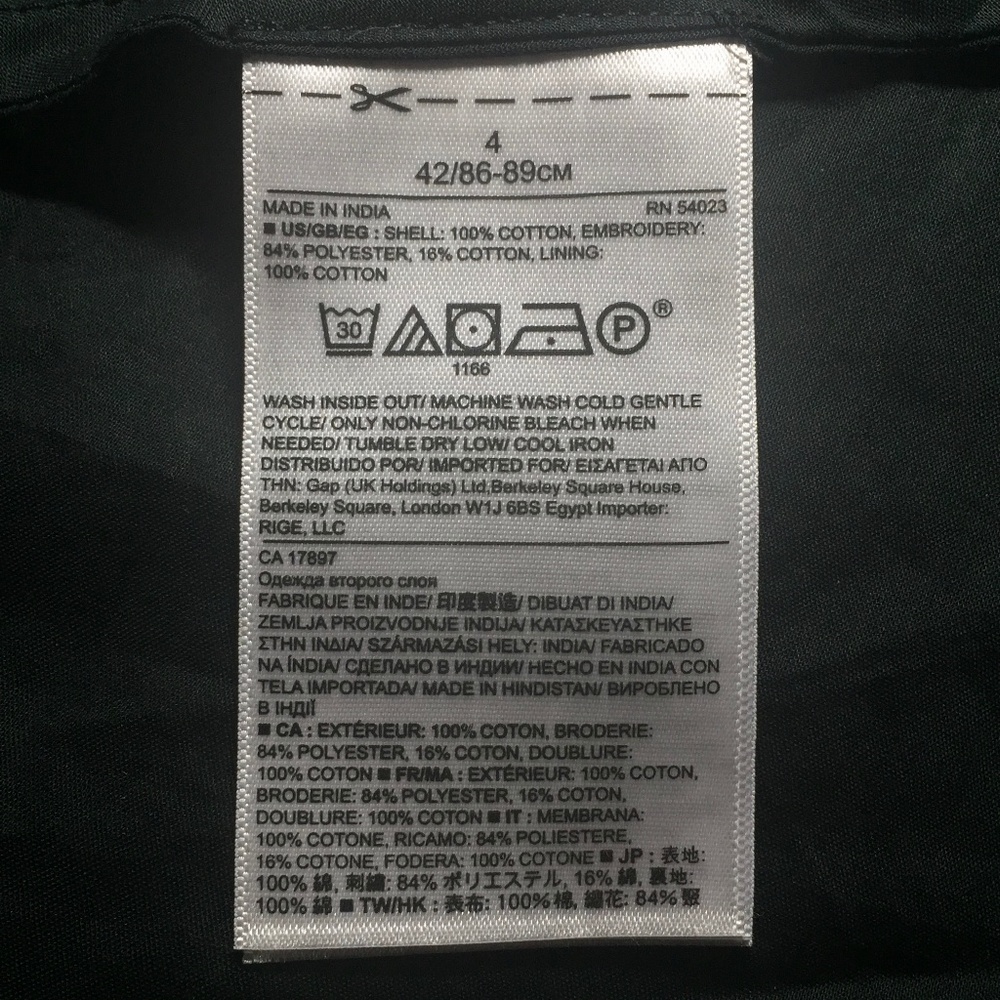 4
42/86-89CM
MADE IN INDIA RN 54023
■ US/GB/EG : SHELL: 100% COTTON, EMBROIDERY:
84% POLYESTER, 16% COTTON, LINING:
100% COTTON
30 P®
1166
WASH INSIDE OUT/ MACHINE WASH COLD GENTLE
CYCLE/ ONLY NON-CHLORINE BLEACH WHEN
NEEDED/ TUMBLE DRY LOW/ COOL IRON
DISTRIBUIDO POR/ IMPORTED FOR/ ΕΙΣΑΓΕΤΑΙ ΑΠΟ
ΤΗΝ: Gap (UK Holdings) Ltd,Berkeley Square House,
Berkeley Square, London W1J 6BS Egypt Importer:
RIGE, LLC
CA 17897
Одежда второго слоя
FABRIQUE EN INDE/ 印度製造/ DIBUAT DI INDIA/
ZEMLJA PROIZVODNJE INDIJA/ ΚΑΤΑΣΚΕΥΑΣΤΗΚΕ
ΣΤΗΝ ΙΝΔΙΑ/ SZÁRMAZÁSI HELY: INDIA/ FABRICADO
NA ÍNDIA/ СДЕЛАНО В ИНДИИ/ HECHO EN INDIA CON
TELA IMPORTADA/ MADE IN HINDISTAN/ ВИРОБЛЕНО
В ІНДІЇ
■ CA : EXTÉRIEUR: 100% COTON, BRODERIE:
84% POLYESTER, 16% COTON, DOUBLURE:
100% COTON ■ FR/MA : EXTÉRIEUR: 100% COTON,
BRODERIE: 84% POLYESTER, 16% COTON,
DOUBLURE: 100% COTON ■ IT : MEMBRANA:
100% COTONE, RICAMO: 84% POLIESTERE,
16% COTONE, FODERA: 100% COTONE ■ JP : 表地:
100% 綿, 刺繍: 84% ポリエステル, 16% 綿, 裏地:
100% 綿 ■ TW/HK : 表布: 100% 棉, 繡花: 84% 聚